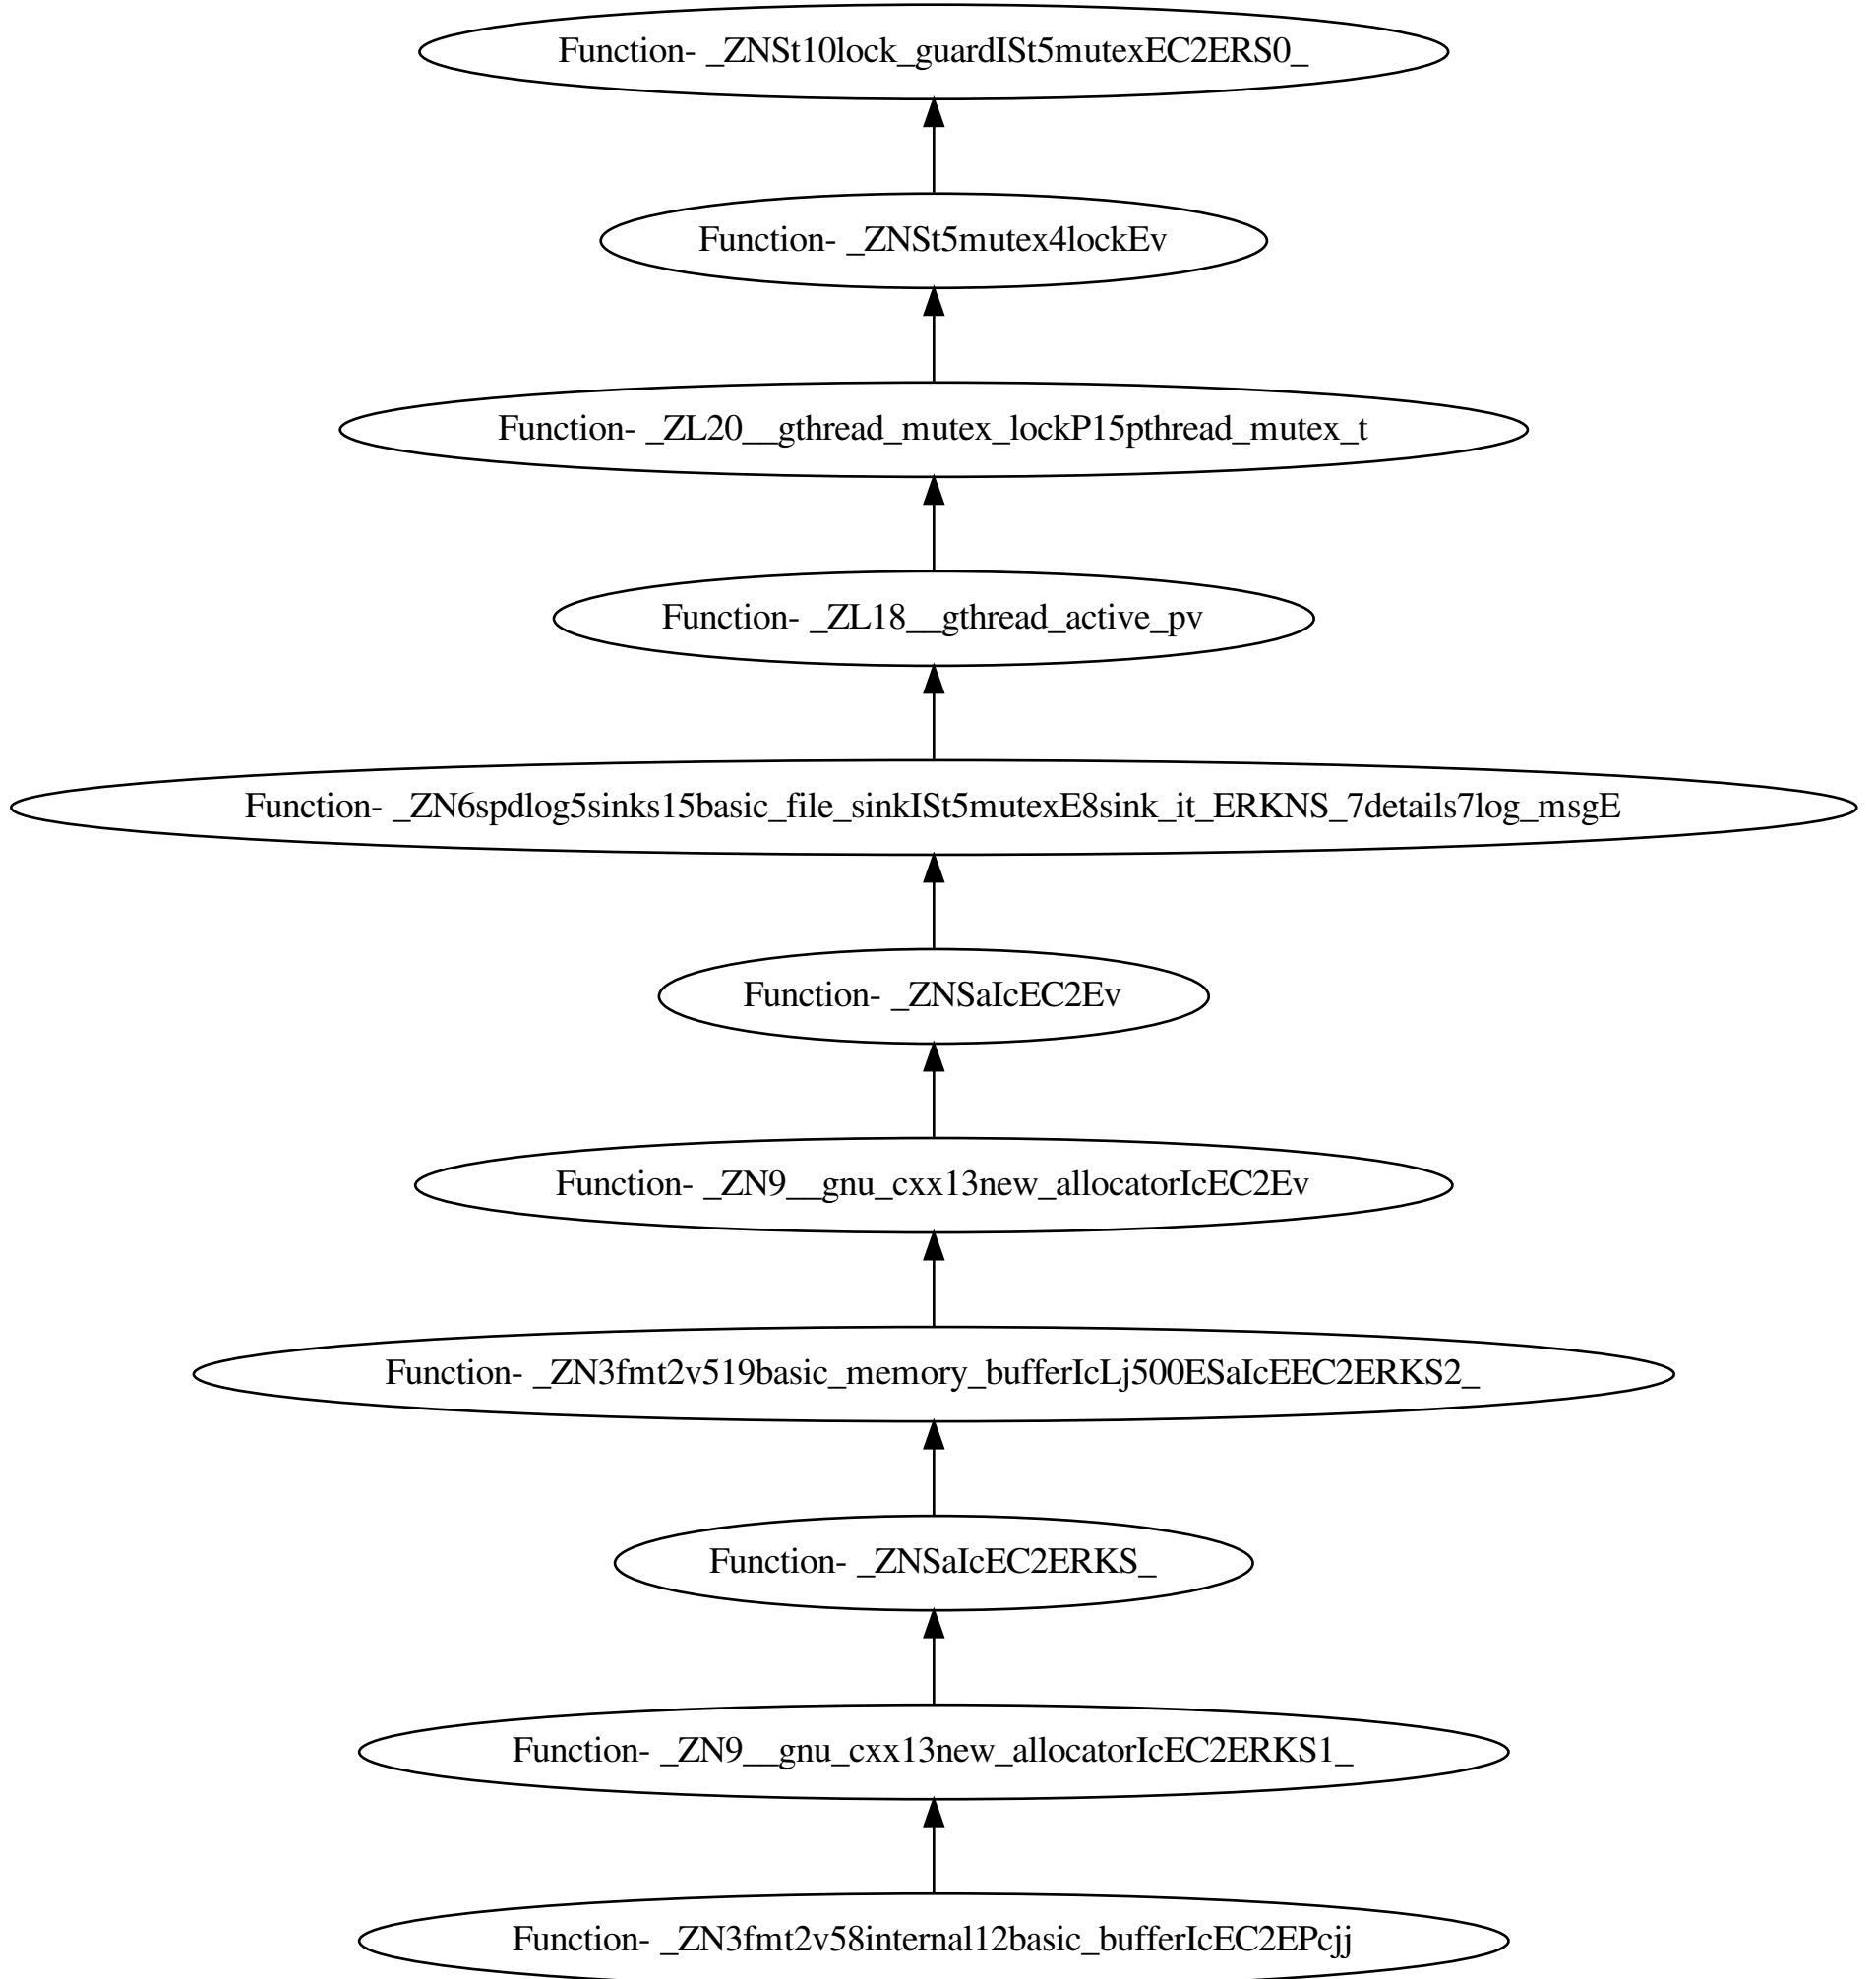 Function- _ZNSt10lock_guardISt5mutexEC2ERS0_
Function- _ZNSt5mutex4lockEv
Function- _ZL20__gthread_mutex_lockP15pthread_mutex_t
Function- _ZL18__gthread_active_pv
Function- _ZN6spdlog5sinks15basic_file_sinkISt5mutexE8sink_it_ERKNS_7details7log_msgE
Function- _ZNSaIcEC2Ev
Function- _ZN9__gnu_cxx13new_allocatorIcEC2Ev
Function- _ZN3fmt2v519basic_memory_bufferIcLj500ESaIcEEC2ERKS2_
Function- _ZNSaIcEC2ERKS_
Function- _ZN9__gnu_cxx13new_allocatorIcEC2ERKS1_
Function- _ZN3fmt2v58internal12basic_bufferIcEC2EPcjj